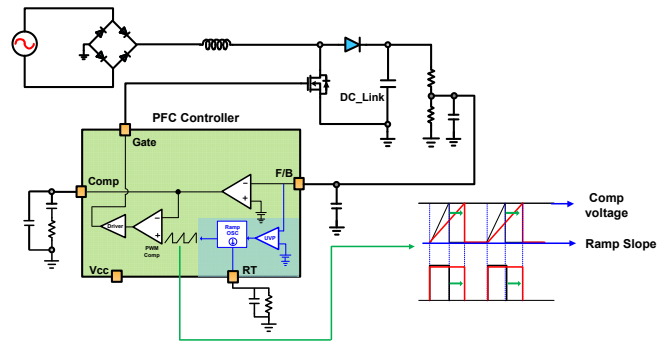 DC_Link
PFC Controller
Gate
F/B
Comp
−
+
Driver
−
+
PWM
Comp
Ramp
OSC
UVP
Vcc
RT
Comp
voltage
Ramp Slope